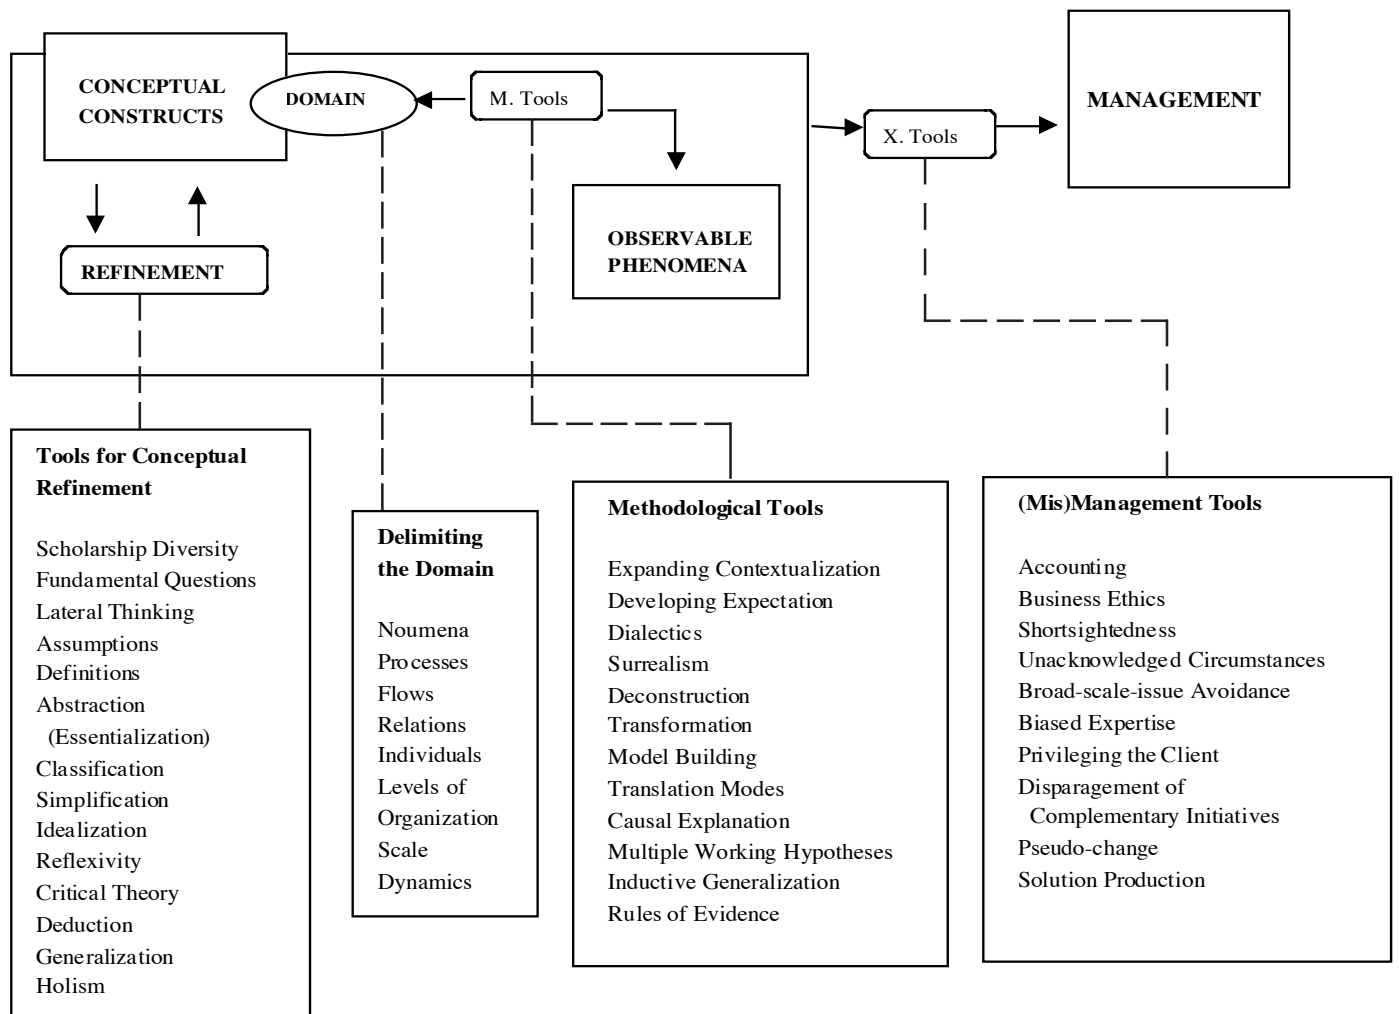 CONCEPTUAL
CONSTRUCTS
DOMAIN
M. Tools
X. Tools
MANAGEMENT
REFINEMENT
OBSERVABLE
PHENOMENA
Tools for Conceptual
Refinement
Scholarship Diversity
Fundamental Questions
Lateral Thinking
Assumptions
Definitions
Abstraction
(Essentialization)
Classification
Simplification
Idealization
Reflexivity
Critical Theory
Deduction
Generalization
Holism
Delimiting
the Domain
Noumena
Processes
Flows
Relations
Individuals
Levels of
Organization
Scale
Dynamics
Methodological Tools
Expanding Contextualization
Developing Expectation
Dialectics
Surrealism
Deconstruction
Transformation
Model Building
Translation Modes
Causal Explanation
Multiple Working Hypotheses
Inductive Generalization
Rules of Evidence
(Mis)Management Tools
Accounting
Business Ethics
Shortsightedness
Unacknowledged Circumstances
Broad-scale-issue Avoidance
Biased Expertise
Privileging the Client
Disparagement of
Complementary Initiatives
Pseudo-change
Solution Production